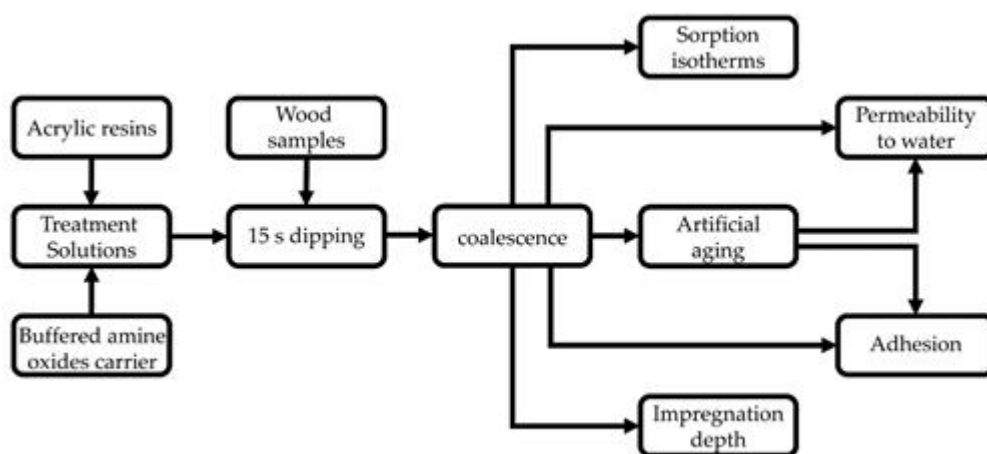 Sorption
isotherms
Acrylic resins
Wood
samples
Permeability
to water
Treatment
Solutions
15 s dipping
coalescence
Artificial
aging
Buffered amine
oxides carrier
Adhesion
Impregnation
depth